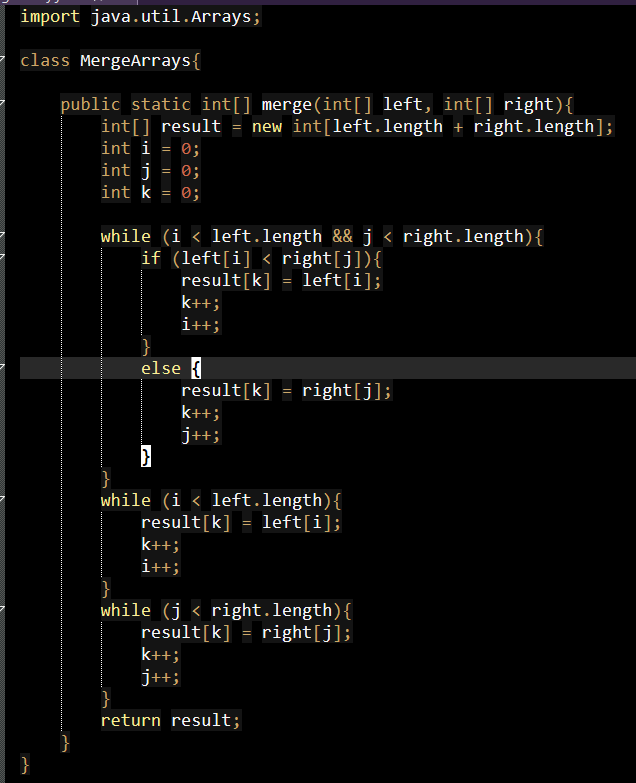 import java.util.Arrays;
class MergeArrays{
public static int[] merge(int[] left, int[] right){
int[] result = new int[left.length + right.length];
int i = 0;
int j = 0;
int k = 0;
while (i < left.length && j < right.length){
if (left[i] < right[j]){
result[k] = left[i];
k++;
i++;
}
else {
result[k] = right[j];
k++;
j++;
}
}
while (i < left.length){
result[k] = left[i];
k++;
i++;
}
while (j < right.length){
result[k] = right[j];
k++;
j++;
}
return result;
}
}